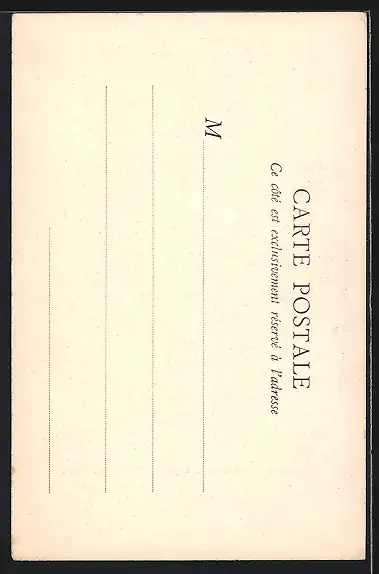 CARTE POSTALE
Ce côté est exclusivement réservé à l'adresse
M